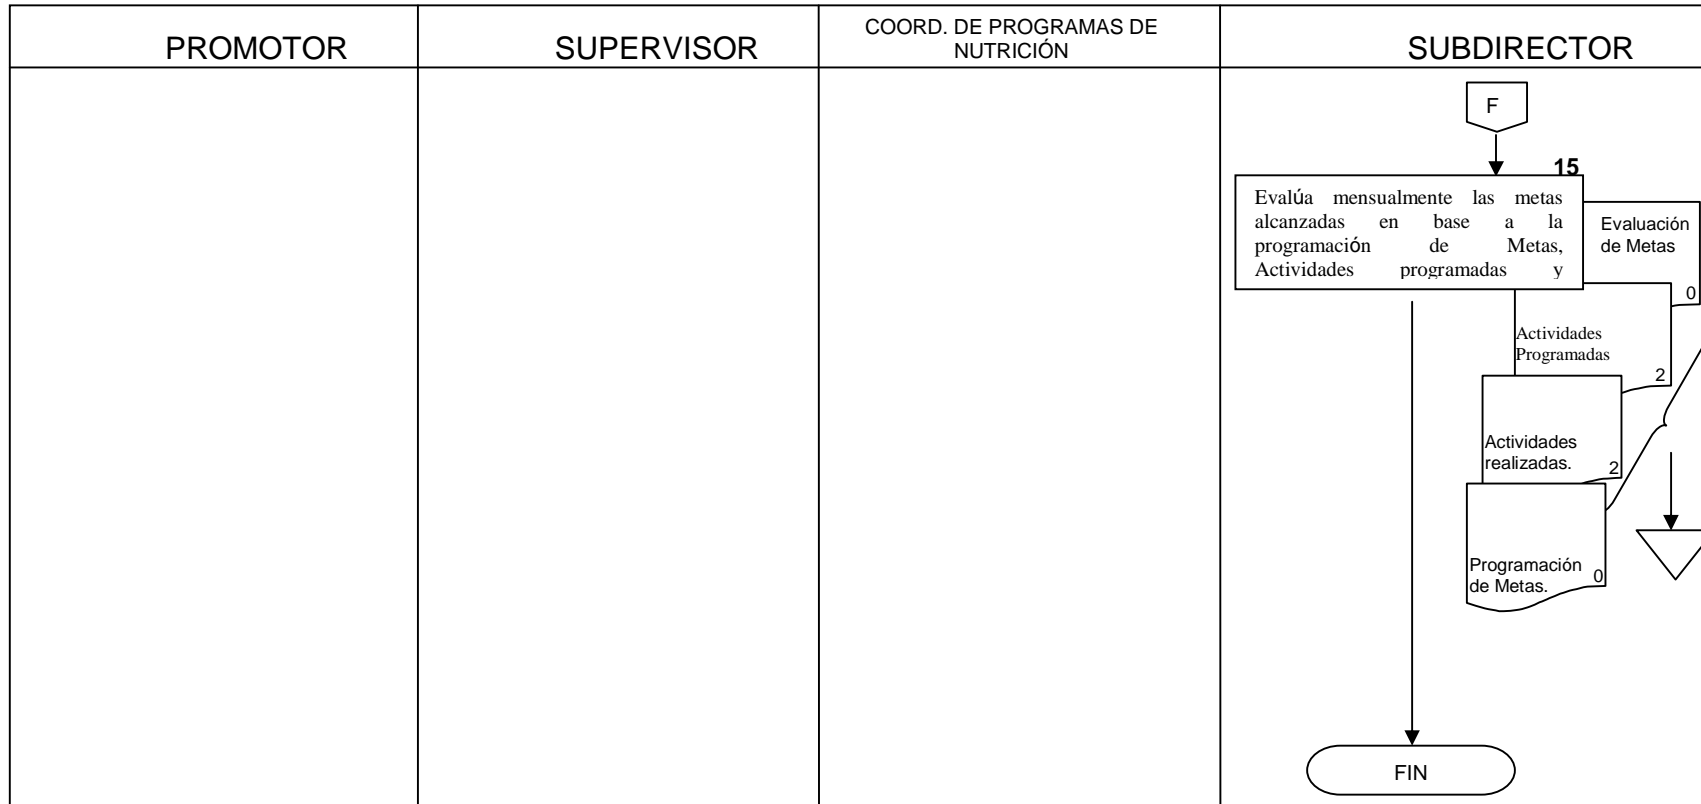 PROMOTOR
SUPERVISOR
COORD. DE PROGRAMAS DE
NUTRICIÓN
SUBDIRECTOR
F
15
Evalúa mensualmente las metas
alcanzadas en base a la
programación de Metas,
Actividades programadas y
Evaluación
de Metas
0
Actividades
Programadas
2
Actividades
realizadas.
2
Programación
de Metas.
0
FIN